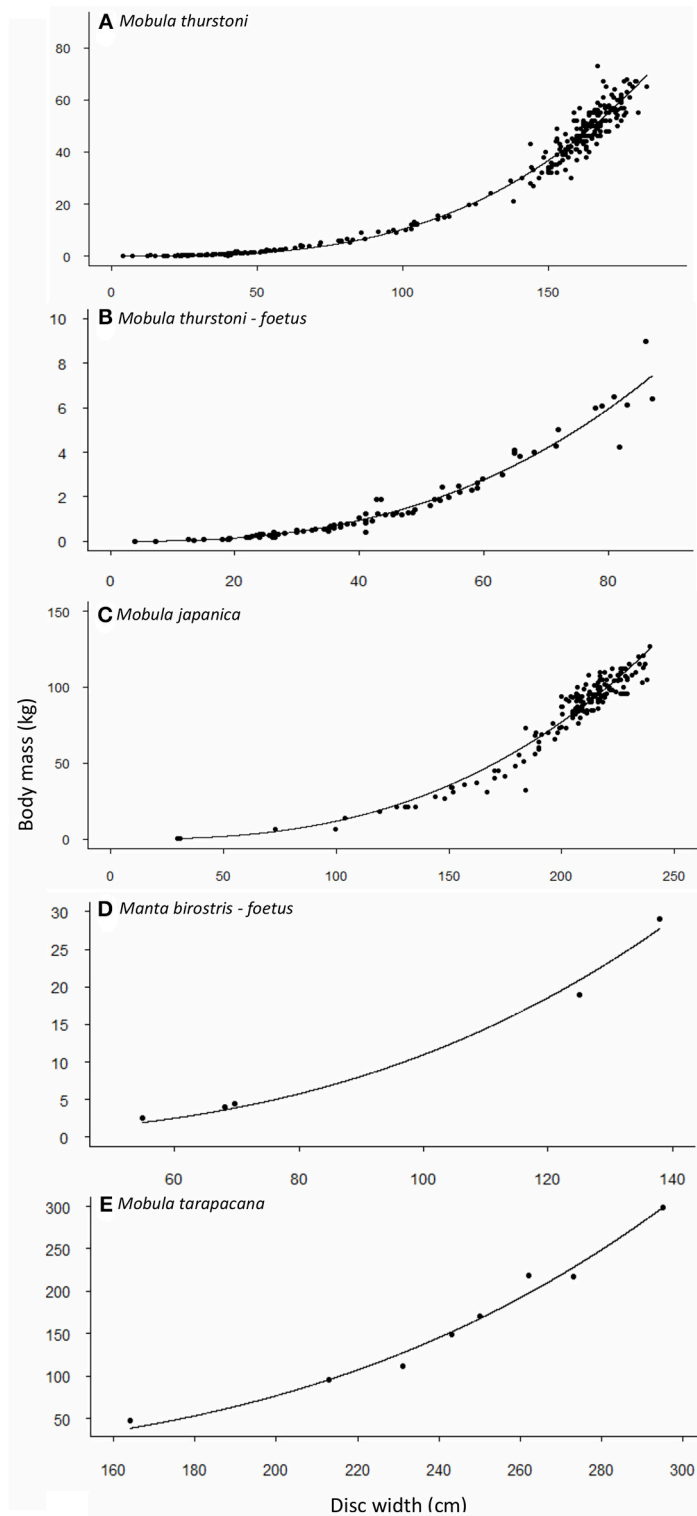 A Mobula thurstoni
80
60
40
20
0
0 50 100 150
B Mobula thurstoni - foetus
10
8
6
4
2
0
0 20 40 60 80
C Mobula japanica
150
100
50
0
0 50 100 150 200 250
Body mass (kg)
D Manta birostris - foetus
30
25
20
15
10
5
0
60 80 100 120 140
E Mobula tarapacana
300
250
200
150
100
50
160 180 200 220 240 260 280 300
Disc width (cm)